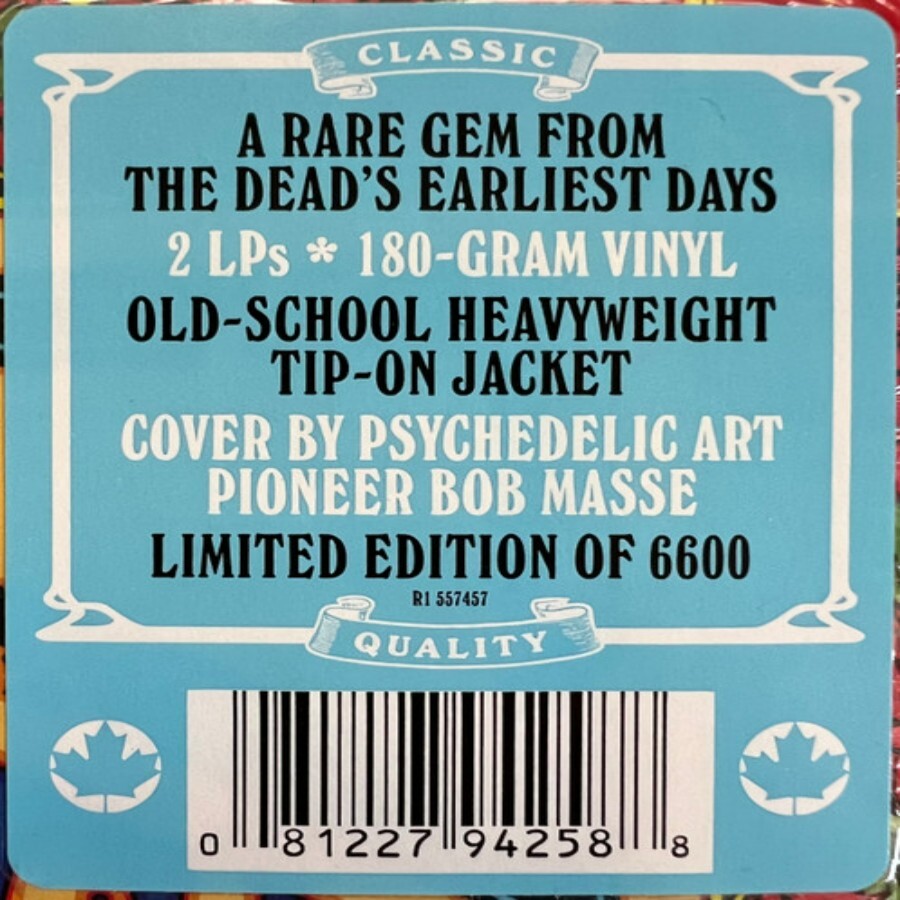 CLASSIC
A RARE GEM FROM
THE DEAD'S EARLIEST DAYS
2 LPs * 180-GRAM VINYL
OLD-SCHOOL HEAVYWEIGHT
TIP-ON JACKET
COVER BY PSYCHEDELIC ART
PIONEER BOB MASSE
LIMITED EDITION OF 6600
R1 557457
QUALITY
0 81227 94258 8